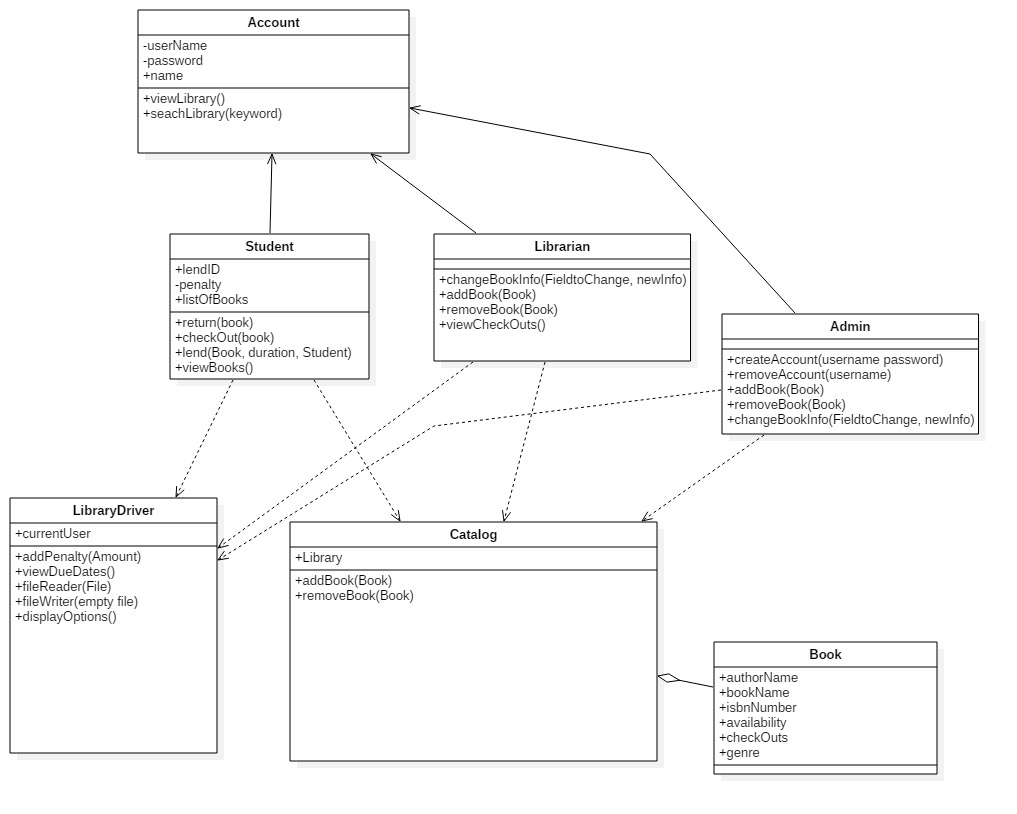 Account
-userName
-password
+name
+viewLibrary()
+seachLibrary(keyword)
Student
+lendID
-penalty
+listOfBooks
+return(book)
+checkOut(book)
+lend(Book, duration, Student)
+viewBooks()
Librarian
+changeBookInfo(FieldtoChange, newInfo)
+addBook(Book)
+removeBook(Book)
+viewCheckOuts()
Admin
+createAccount(username password)
+removeAccount(username)
+addBook(Book)
+removeBook(Book)
+changeBookInfo(FieldtoChange, newInfo)
LibraryDriver
+currentUser
+addPenalty(Amount)
+viewDueDates()
+fileReader(File)
+fileWriter(empty file)
+displayOptions()
Catalog
+Library
+addBook(Book)
+removeBook(Book)
Book
+authorName
+bookName
+isbnNumber
+availability
+checkOuts
+genre